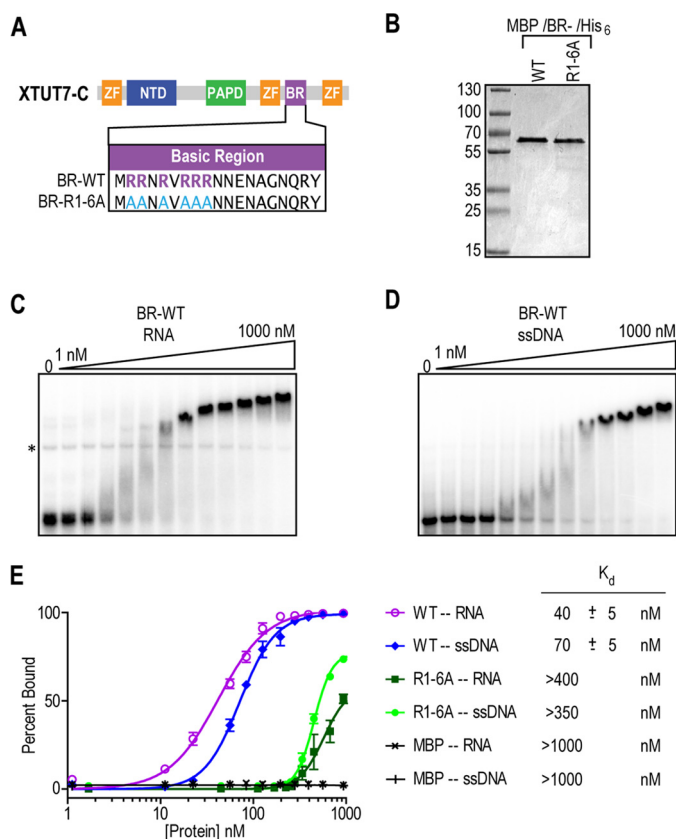 A
XTUT7-C
ZF NTD PAPD ZF BR ZF
Basic Region
BR-WT MRRNRVRRRNNENAGNQRY
BR-R1-6A MAANAVAAANNENAGNQRY
B
MBP /BR- /His6
WT R1-6A
130
100
70
55
35
25
15
C
BR-WT
RNA
0 1 nM 1000 nM
*
D
BR-WT
ssDNA
0 1 nM 1000 nM
E
Percent Bound
100
50
0
1 10 100 1000
[Protein] nM
Kd
WT -- RNA 40 ± 5 nM
WT -- ssDNA 70 ± 5 nM
R1-6A -- RNA >400 nM
R1-6A -- ssDNA >350 nM
MBP -- RNA >1000 nM
MBP -- ssDNA >1000 nM